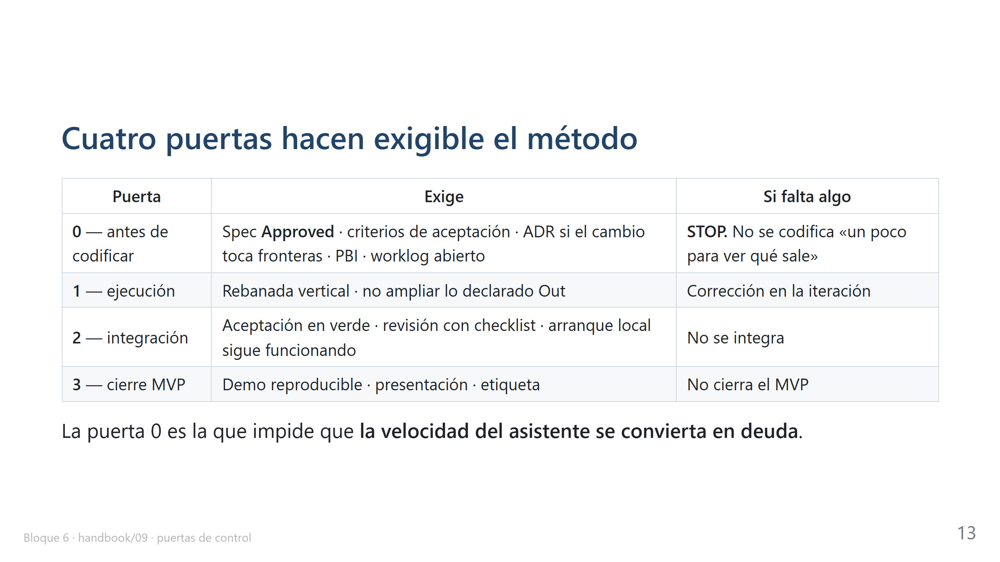 Cuatro puertas hacen exigible el método
Puerta
Exige
Si falta algo
0 — antes de
codificar
Spec Approved · criterios de aceptación · ADR si el cambio
toca fronteras · PBI · worklog abierto
STOP. No se codifica «un poco
para ver qué sale»
1 — ejecución
Rebanada vertical · no ampliar lo declarado Out
Corrección en la iteración
2 — integración
Aceptación en verde · revisión con checklist · arranque local
sigue funcionando
No se integra
3 — cierre MVP
Demo reproducible · presentación · etiqueta
No cierra el MVP
La puerta 0 es la que impide que la velocidad del asistente se convierta en deuda.
Bloque 6 · handbook/09 · puertas de control
13